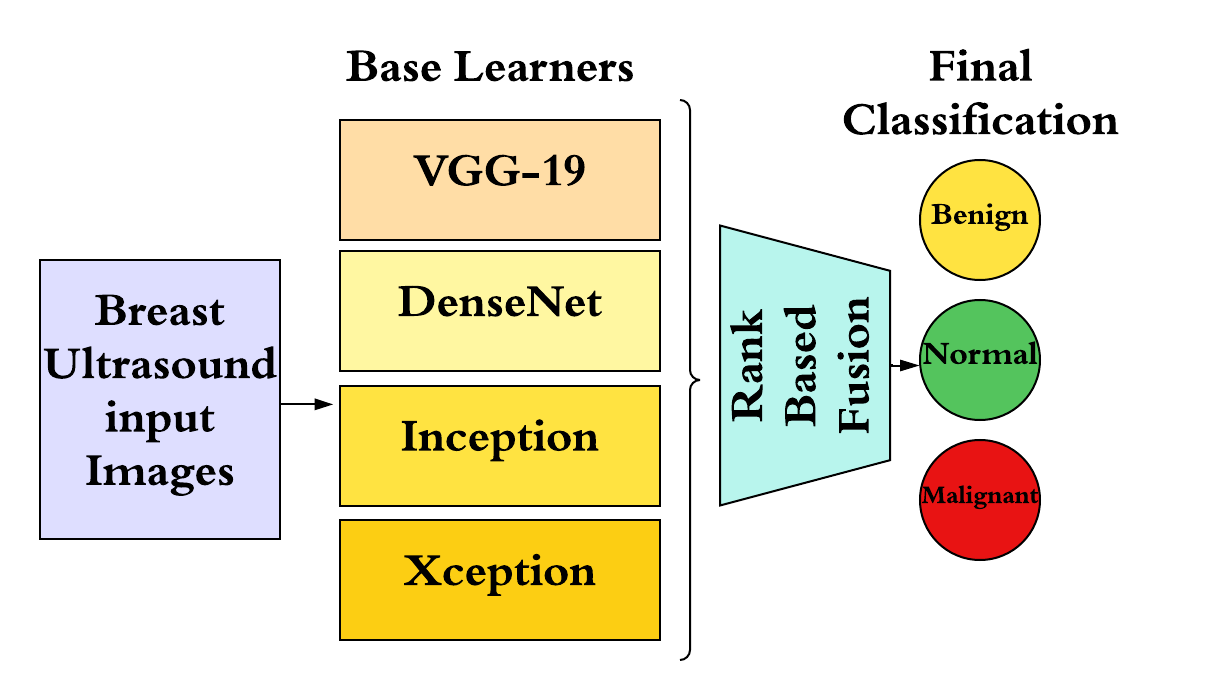 Base Learners
Final
Classification
VGG-19
DenseNet
Inception
Xception
Breast
Ultrasound
input
Images
Rank
Based
Fusion
Benign
Normal
Malignant